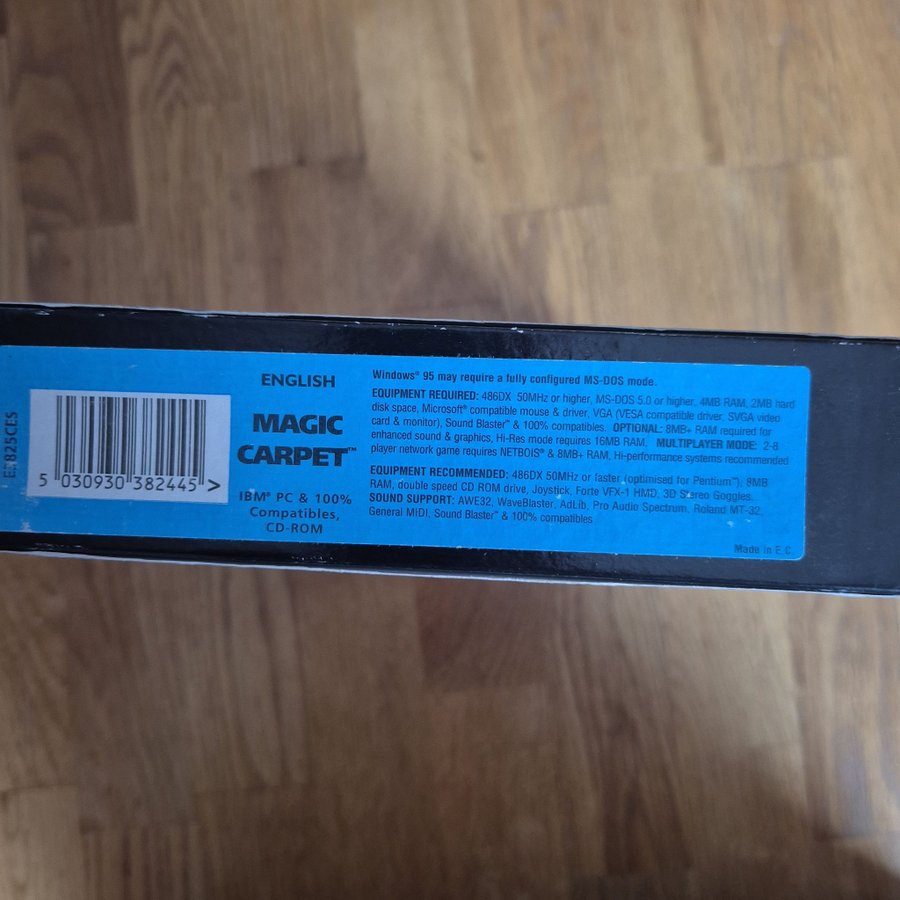 ENGLISH
MAGIC
CARPET™
IBM® PC & 100%
Compatibles,
CD-ROM
5 030930 382445 >
Windows® 95 may require a fully configured MS-DOS mode.
EQUIPMENT REQUIRED: 486DX 50MHz or higher, MS-DOS 5.0 or higher, 4MB RAM, 2MB hard
disk space, Microsoft® compatible mouse & driver, VGA (VESA compatible driver, SVGA video
card & monitor), Sound Blaster™ & 100% compatibles. OPTIONAL: 8MB+ RAM required for
enhanced sound & graphics, Hi-Res mode requires 16MB RAM. MULTIPLAYER MODE: 2-8
player network game requires NETBOIS® & 8MB+ RAM, Hi-performance systems recommended
EQUIPMENT RECOMMENDED: 486DX 50MHz or faster (optimised for Pentium™), 8MB
RAM, double speed CD ROM drive, Joystick, Forte VFX-1 HMD, 3D Stereo Goggles.
SOUND SUPPORT: AWE32, WaveBlaster, AdLib, Pro Audio Spectrum, Roland MT-32,
General MIDI, Sound Blaster™ & 100% compatibles
Made in E.C.